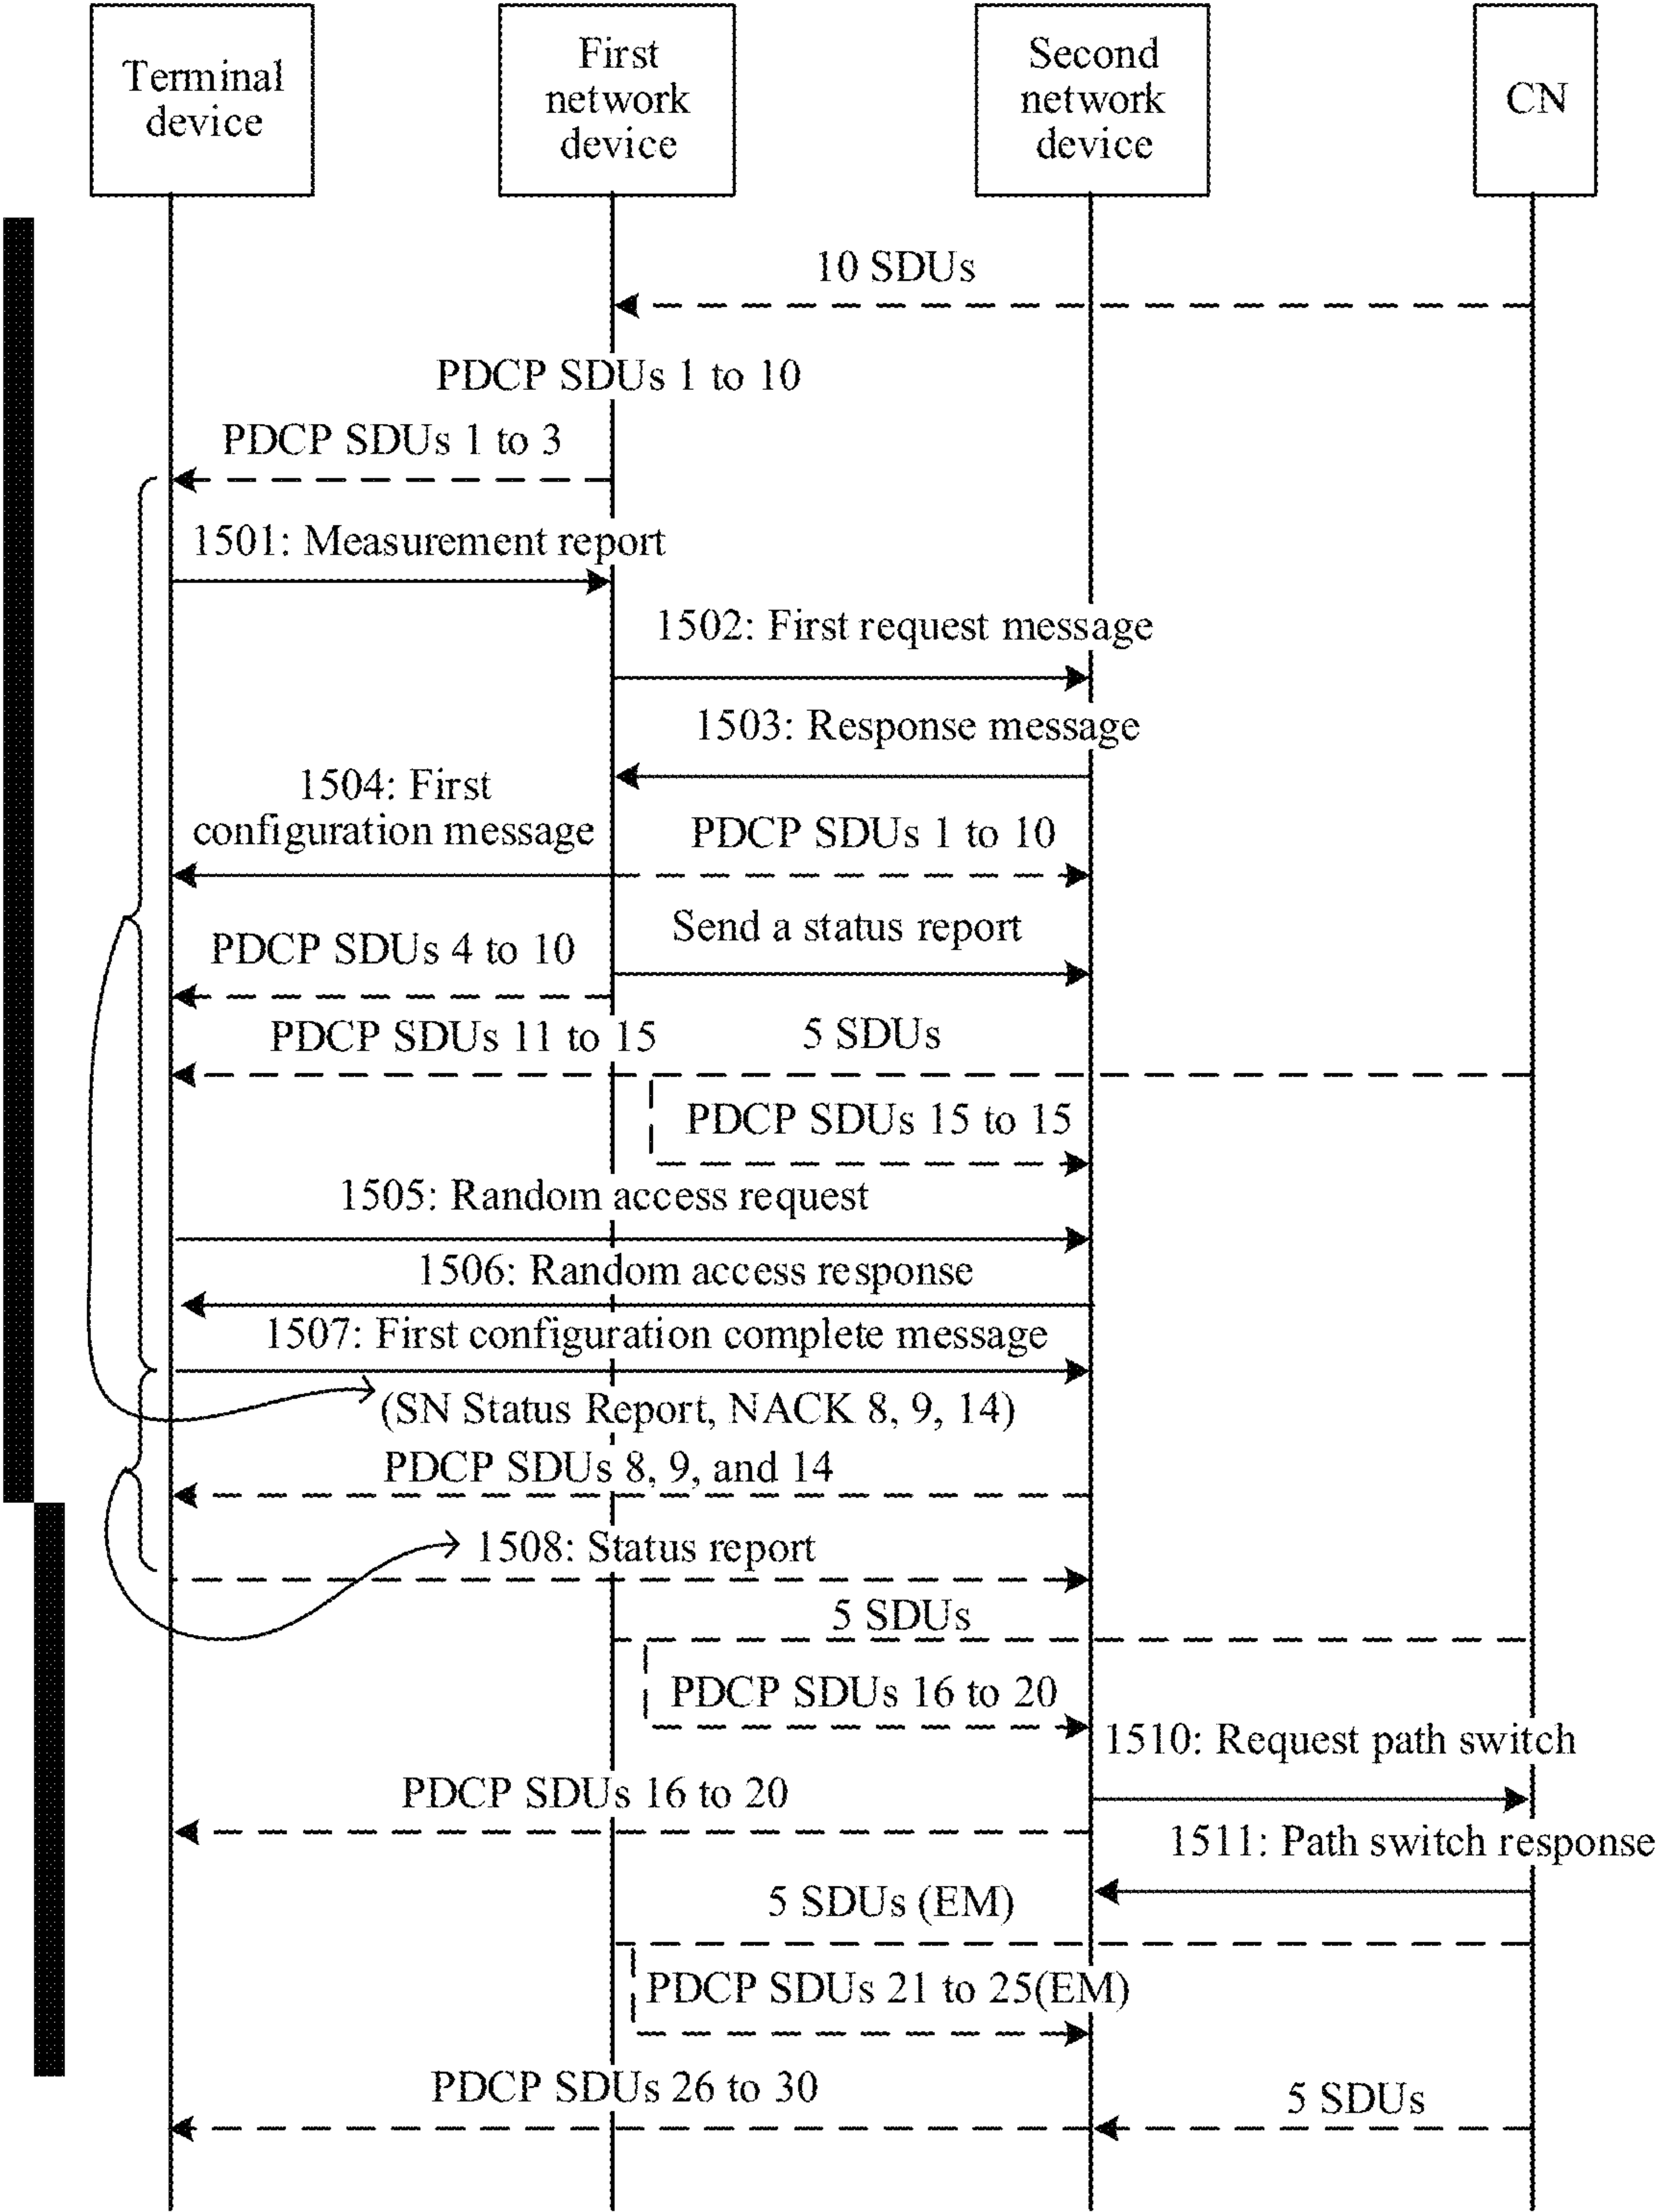 Terminal
device
First
network
device
Second
network
device
CN
10 SDUs
PDCP SDUs 1 to 10
PDCP SDUs 1 to 3
1501: Measurement report
1502: First request message
1503: Response message
1504: First
configuration message
PDCP SDUs 1 to 10
Send a status report
PDCP SDUs 4 to 10
PDCP SDUs 11 to 15
5 SDUs
PDCP SDUs 15 to 15
1505: Random access request
1506: Random access response
1507: First configuration complete message
(SN Status Report, NACK 8, 9, 14)
PDCP SDUs 8, 9, and 14
1508: Status report
5 SDUs
PDCP SDUs 16 to 20
1510: Request path switch
PDCP SDUs 16 to 20
1511: Path switch response
5 SDUs (EM)
PDCP SDUs 21 to 25(EM)
PDCP SDUs 26 to 30
5 SDUs